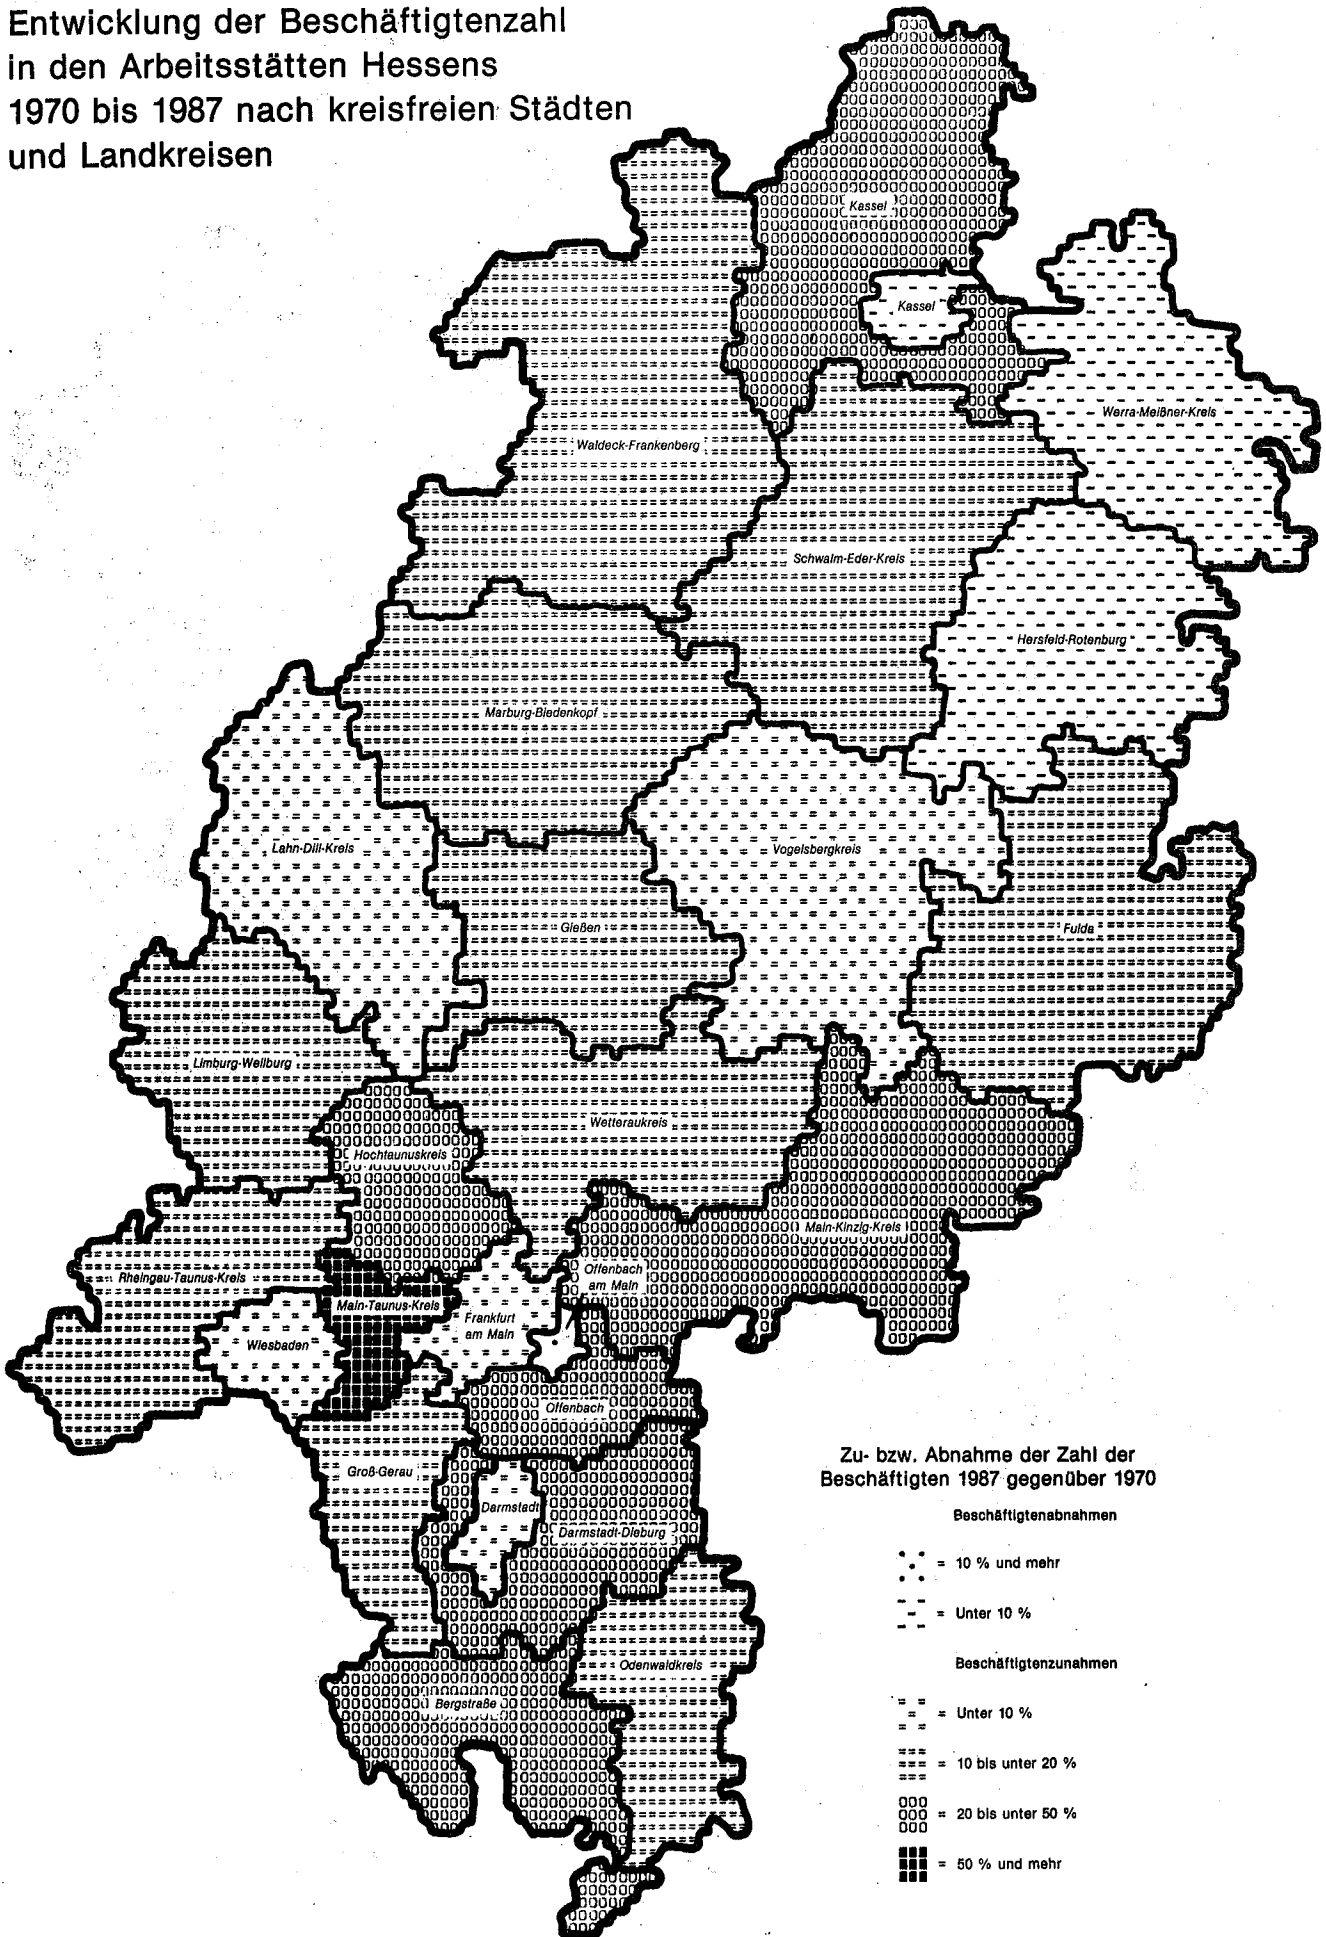 Entwicklung der Beschäftigtenzahl
in den Arbeitsstätten Hessens
1970 bis 1987 nach kreisfreien Städten
und Landkreisen
Kassel
Kassel
Werra-Meißner-Kreis
Waldeck-Frankenberg
Schwalm-Eder-Kreis
Hersfeld-Rotenburg
Marburg-Biedenkopf
Lahn-Dill-Kreis
Vogelsbergkreis
Gießen
Fulda
Limburg-Weilburg
Wetteraukreis
Hochtaunuskreis
Main-Kinzig-Kreis
Rheingau-Taunus-Kreis
Offenbach
am Main
Main-Taunus-Kreis
Frankfurt
am Main
Wiesbaden
Offenbach
Groß-Gerau
Darmstadt
Darmstadt-Dieburg
Odenwaldkreis
Bergstraße
Zu- bzw. Abnahme der Zahl der
Beschäftigten 1987 gegenüber 1970
Beschäftigtenabnahmen
= 10 % und mehr
= Unter 10 %
Beschäftigtenzunahmen
= Unter 10 %
= 10 bis unter 20 %
= 20 bis unter 50 %
= 50 % und mehr